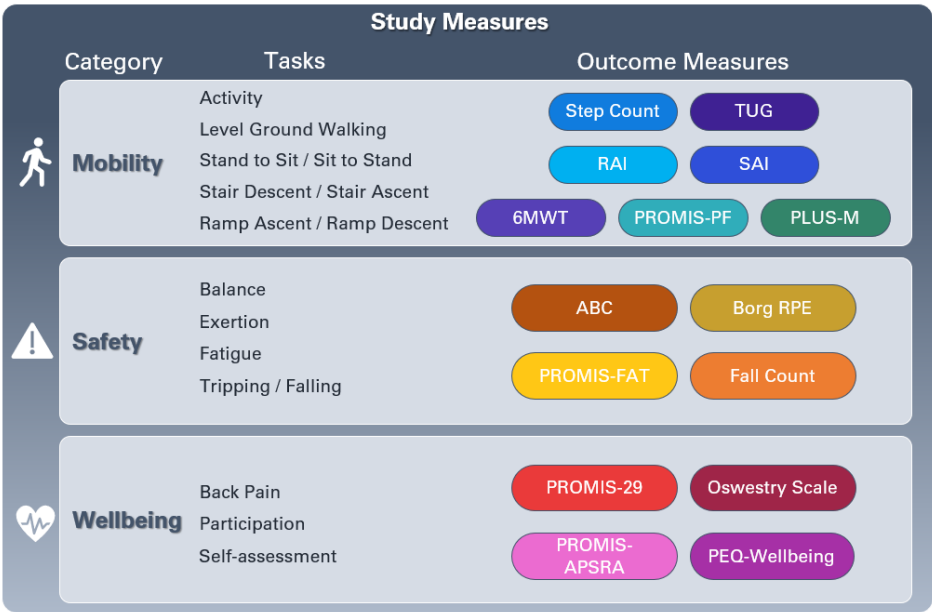 Study Measures
Category Tasks Outcome Measures
Mobility
Activity
Level Ground Walking
Stand to Sit / Sit to Stand
Stair Descent / Stair Ascent
Ramp Ascent / Ramp Descent
Step Count TUG
RAI SAI
6MWT PROMIS-PF PLUS-M
Safety
Balance
Exertion
Fatigue
Tripping / Falling
ABC Borg RPE
PROMIS-FAT Fall Count
Wellbeing
Back Pain
Participation
Self-assessment
PROMIS-29 Oswestry Scale
PROMIS-
APSRA
PEQ-Wellbeing